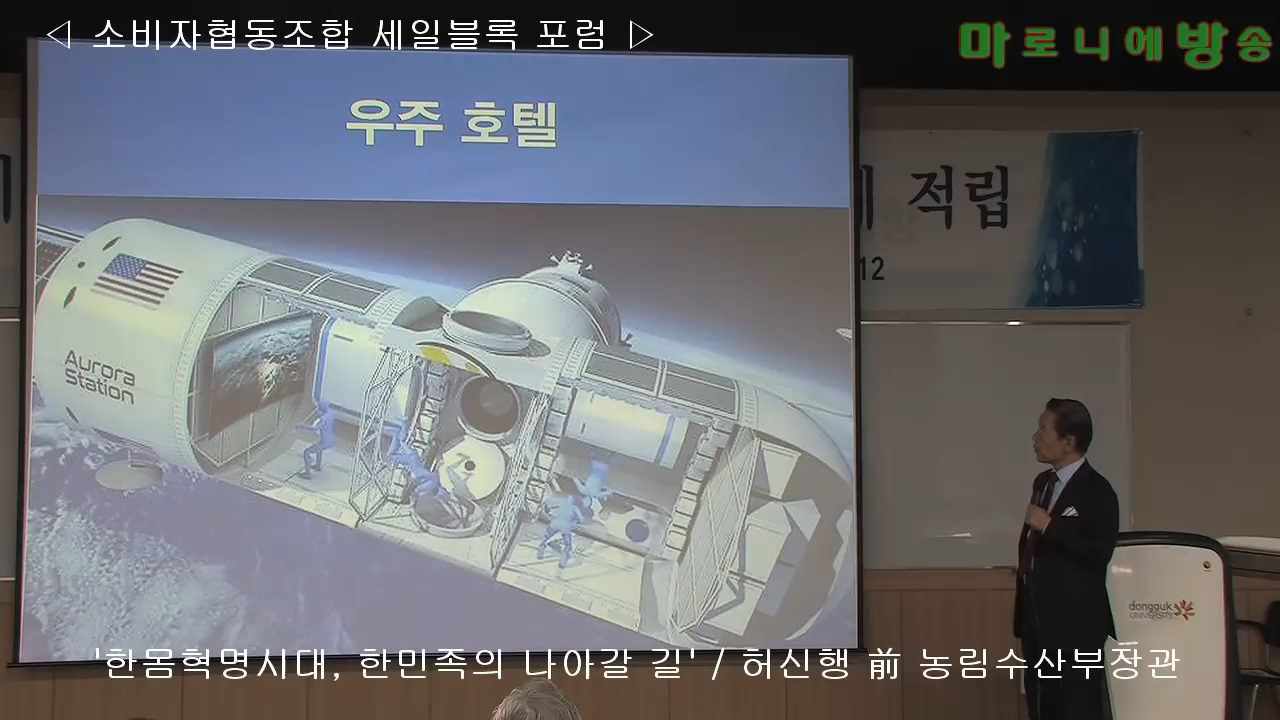 ◁ 소비자협동조합 세일블록 포럼 ▷
마로니에방송
우주 호텔
적립
12
Aurora
Station
dongguk
UNIVERSITY
'한몸혁명시대, 한민족의 나아갈 길' / 허신행 前 농림수산부장관